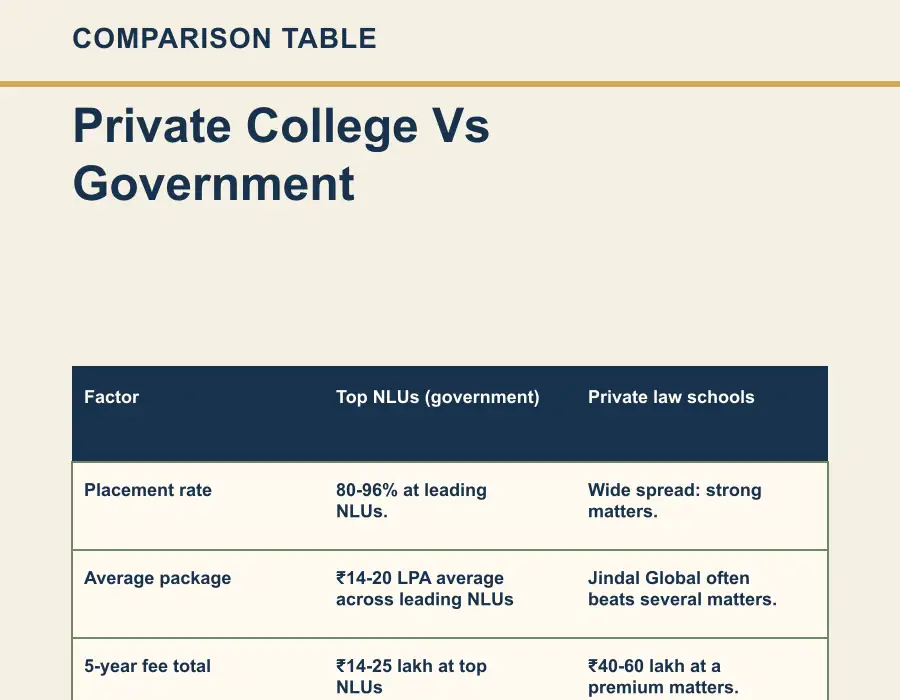 COMPARISON TABLE
Private College Vs
Government
Factor
Top NLUs (government)
Private law schools
Placement rate
80-96% at leading
NLUs.
Wide spread: strong
matters.
Average package
₹14-20 LPA average
across leading NLUs
Jindal Global often
beats several matters.
5-year fee total
₹14-25 lakh at top
NLUs
₹40-60 lakh at a
premium matters.